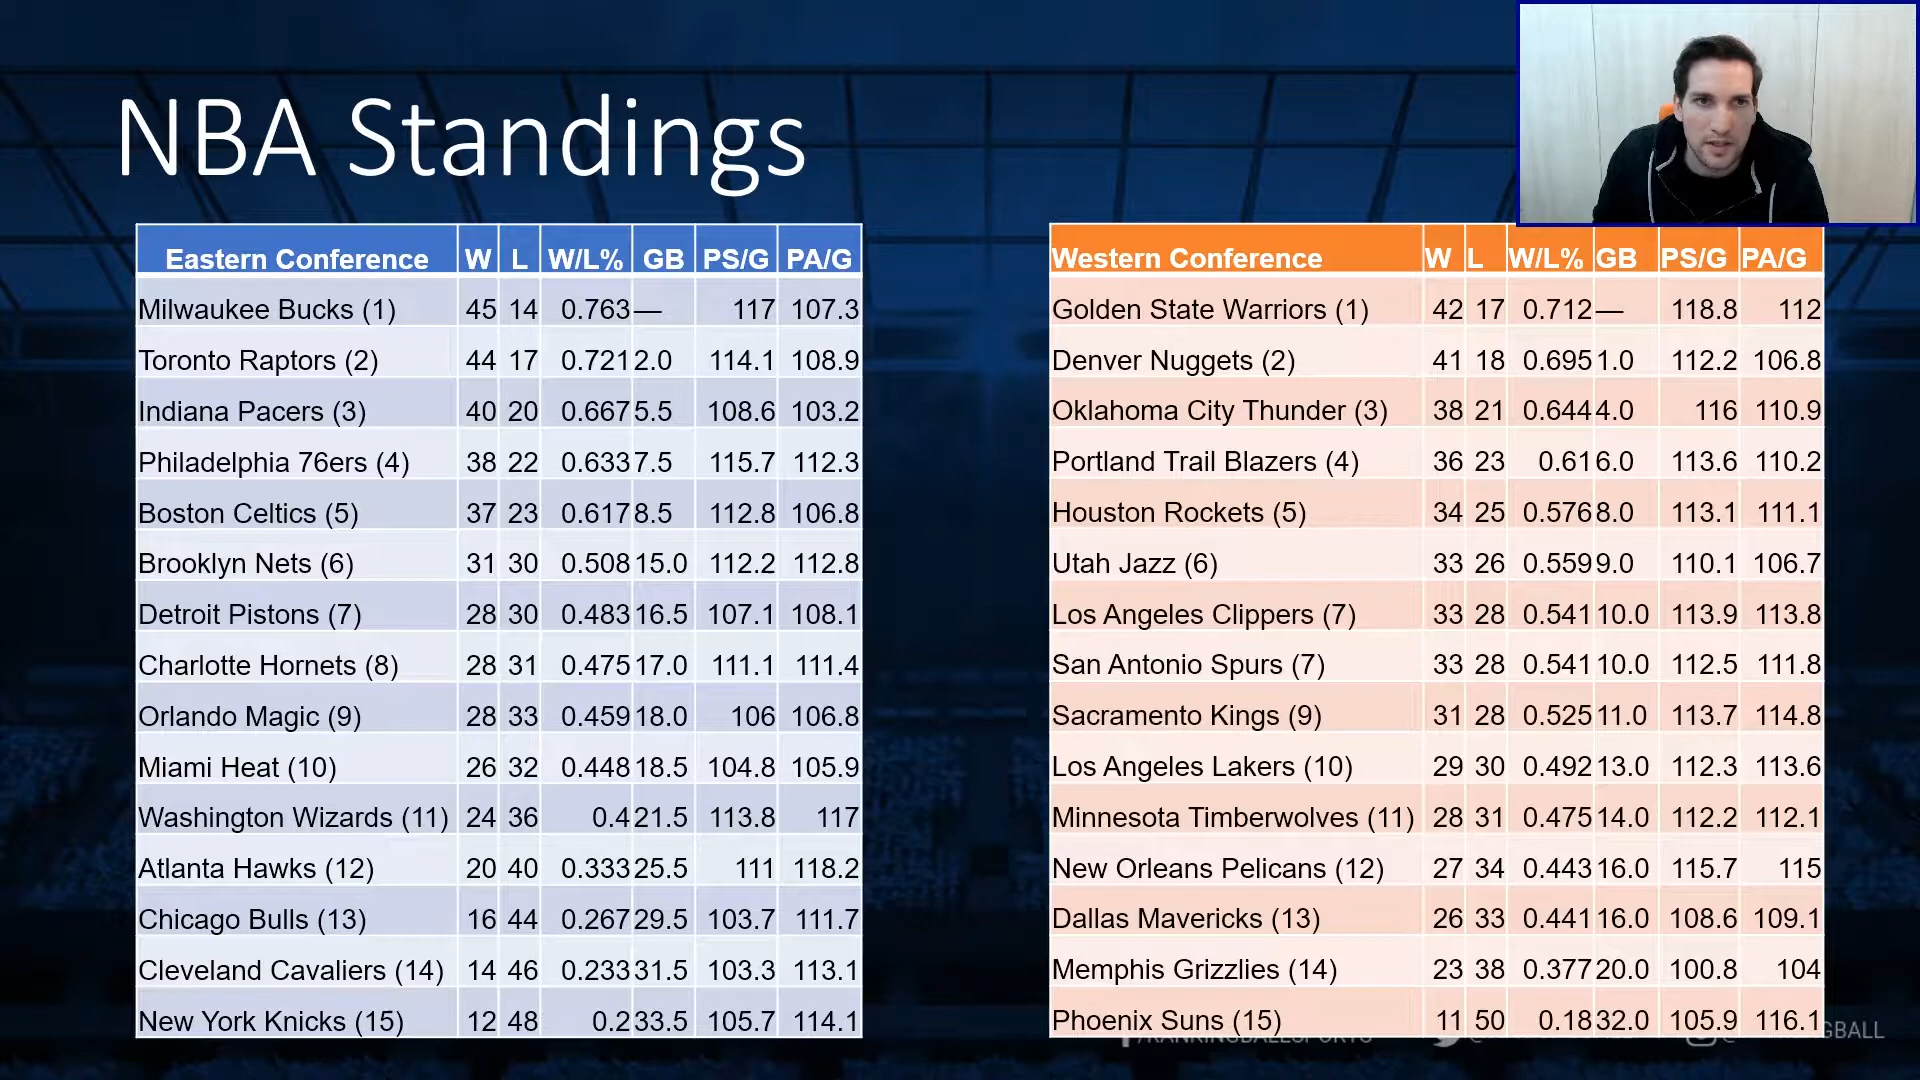 NBA Standings
Eastern Conference W L W/L% GB PS/G PA/G
Milwaukee Bucks (1) 45 14 0.763 — 117 107.3
Toronto Raptors (2) 44 17 0.721 2.0 114.1 108.9
Indiana Pacers (3) 40 20 0.667 5.5 108.6 103.2
Philadelphia 76ers (4) 38 22 0.633 7.5 115.7 112.3
Boston Celtics (5) 37 23 0.617 8.5 112.8 106.8
Brooklyn Nets (6) 31 30 0.508 15.0 112.2 112.8
Detroit Pistons (7) 28 30 0.483 16.5 107.1 108.1
Charlotte Hornets (8) 28 31 0.475 17.0 111.1 111.4
Orlando Magic (9) 28 33 0.459 18.0 106 106.8
Miami Heat (10) 26 32 0.448 18.5 104.8 105.9
Washington Wizards (11) 24 36 0.4 21.5 113.8 117
Atlanta Hawks (12) 20 40 0.333 25.5 111 118.2
Chicago Bulls (13) 16 44 0.267 29.5 103.7 111.7
Cleveland Cavaliers (14) 14 46 0.233 31.5 103.3 113.1
New York Knicks (15) 12 48 0.2 33.5 105.7 114.1
Western Conference W L W/L% GB PS/G PA/G
Golden State Warriors (1) 42 17 0.712 — 118.8 112
Denver Nuggets (2) 41 18 0.695 1.0 112.2 106.8
Oklahoma City Thunder (3) 38 21 0.644 4.0 116 110.9
Portland Trail Blazers (4) 36 23 0.61 6.0 113.6 110.2
Houston Rockets (5) 34 25 0.576 8.0 113.1 111.1
Utah Jazz (6) 33 26 0.559 9.0 110.1 106.7
Los Angeles Clippers (7) 33 28 0.541 10.0 113.9 113.8
San Antonio Spurs (7) 33 28 0.541 10.0 112.5 111.8
Sacramento Kings (9) 31 28 0.525 11.0 113.7 114.8
Los Angeles Lakers (10) 29 30 0.492 13.0 112.3 113.6
Minnesota Timberwolves (11) 28 31 0.475 14.0 112.2 112.1
New Orleans Pelicans (12) 27 34 0.443 16.0 115.7 115
Dallas Mavericks (13) 26 33 0.441 16.0 108.6 109.1
Memphis Grizzlies (14) 23 38 0.377 20.0 100.8 104
Phoenix Suns (15) 11 50 0.18 32.0 105.9 116.1